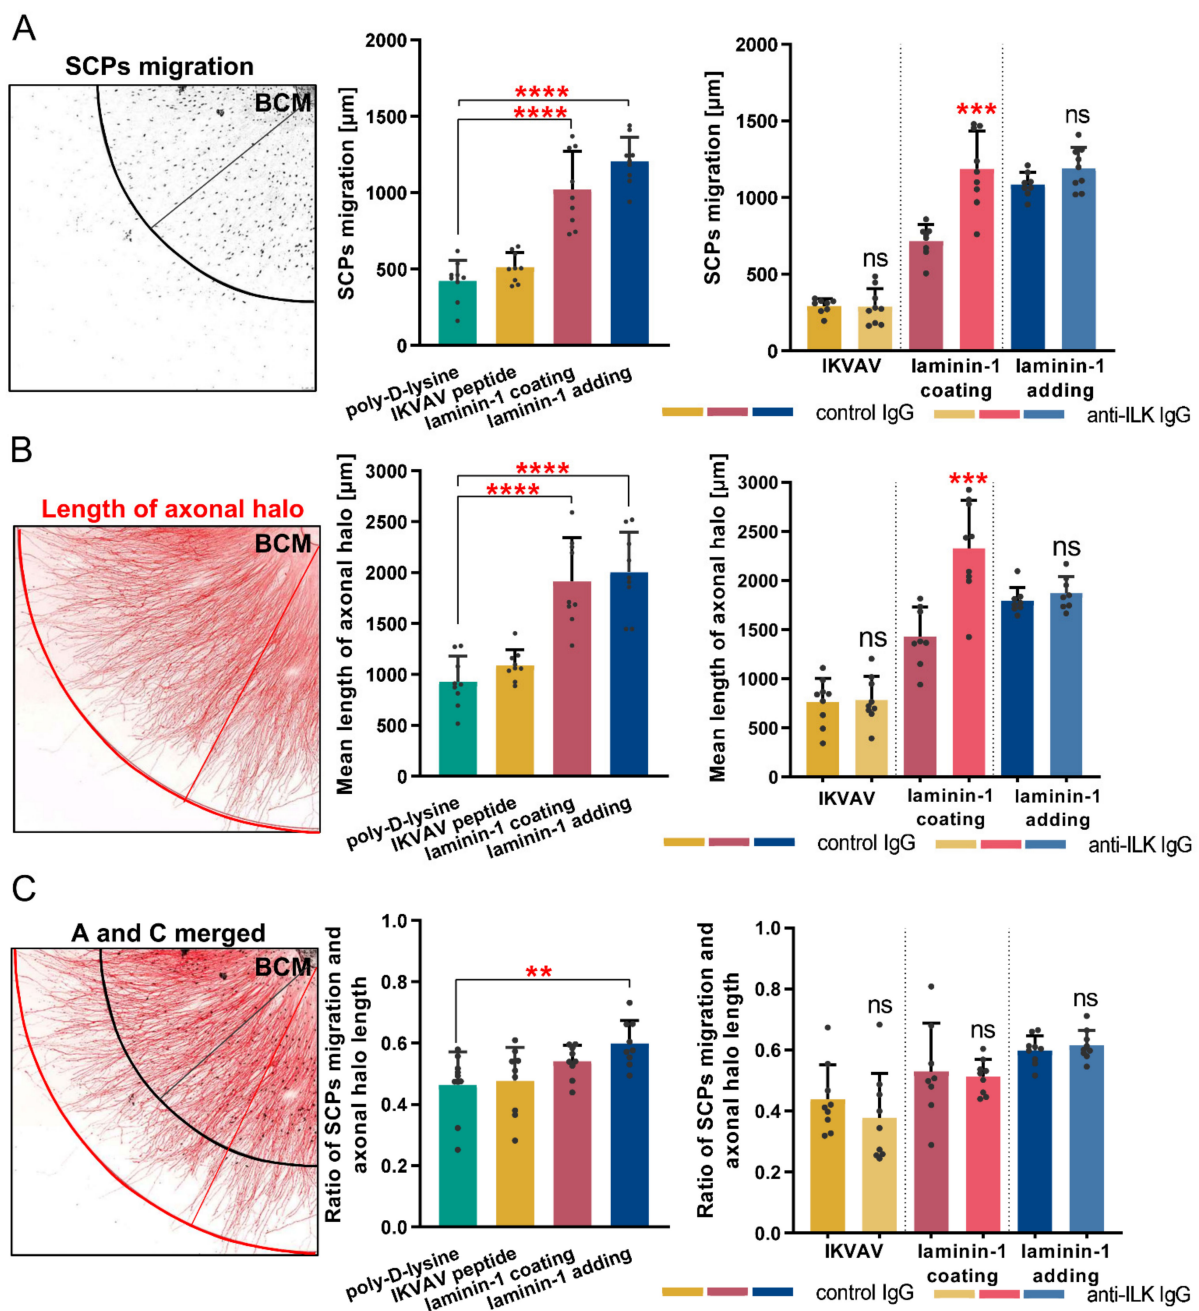 A
SCPs migration
BCM
SCPs migration [µm]
2000
1500
1000
500
0
****
****
poly-D-lysine
IKVAV peptide
laminin-1 coating
laminin-1 adding
SCPs migration [µm]
2000
1500
1000
500
0
ns
***
ns
IKVAV
laminin-1
coating
laminin-1
adding
control IgG
anti-ILK IgG
B
Length of axonal halo
BCM
Mean length of axonal halo [µm]
3000
2500
2000
1500
1000
500
0
****
****
poly-D-lysine
IKVAV peptide
laminin-1 coating
laminin-1 adding
Mean length of axonal halo [µm]
3000
2500
2000
1500
1000
500
0
ns
***
ns
IKVAV
laminin-1
coating
laminin-1
adding
control IgG
anti-ILK IgG
C
A and C merged
BCM
Ratio of SCPs migration and
axonal halo length
1.0
0.8
0.6
0.4
0.2
0.0
**
poly-D-lysine
IKVAV peptide
laminin-1 coating
laminin-1 adding
Ratio of SCPs migration and
axonal halo length
1.0
0.8
0.6
0.4
0.2
0.0
ns
ns
ns
IKVAV
laminin-1
coating
laminin-1
adding
control IgG
anti-ILK IgG